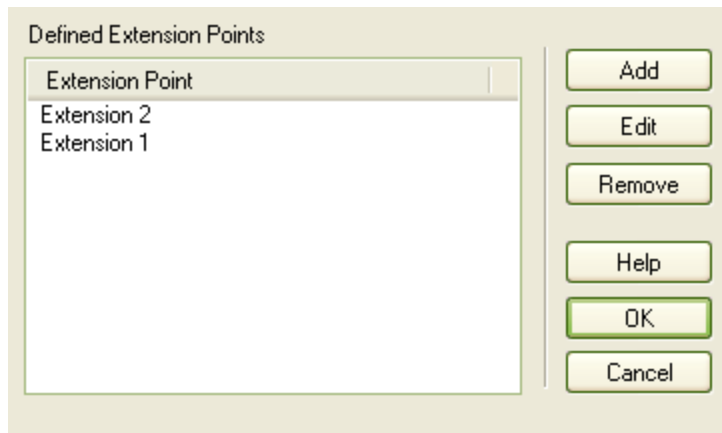 Defined Extension Points
Extension Point
Extension 2
Extension 1
Add
Edit
Remove
Help
OK
Cancel